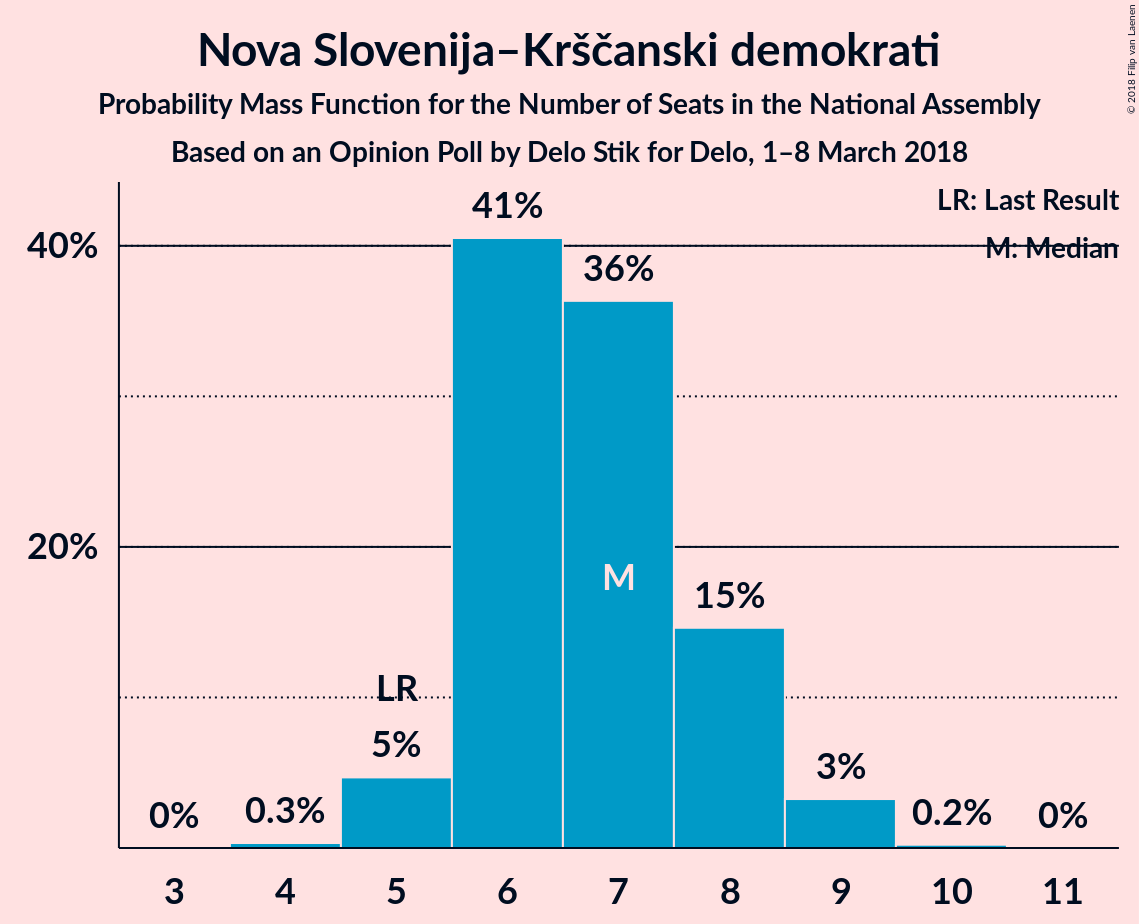 Nova Slovenija–Krščanski demokrati
Probability Mass Function for the Number of Seats in the National Assembly
Based on an Opinion Poll by Delo Stik for Delo, 1–8 March 2018
© 2018 Filip van Laenen
LR: Last Result
M: Median
40%
20%
41%
36%
M
15%
LR
5%
3%
0%
0.3%
0.2%
0%
3 4 5 6 7 8 9 10 11